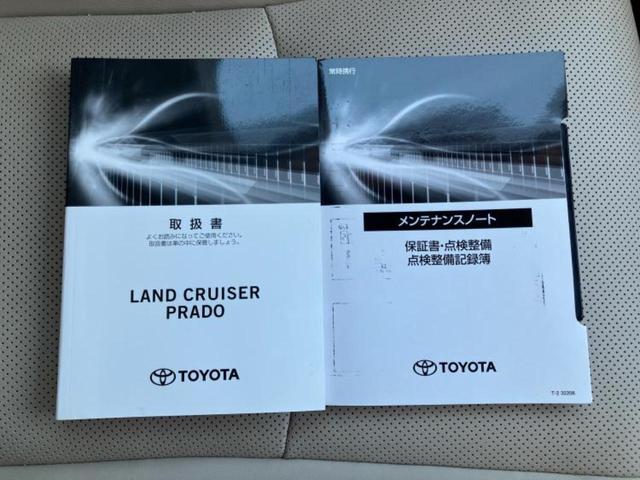 取扱書
よくお読みになってご使用ください。
取扱書は車の中に保管しましょう。
LAND CRUISER
PRADO
TOYOTA
常時携行
メンテナンスノート
保証書・点検整備
点検整備記録簿
TOYOTA